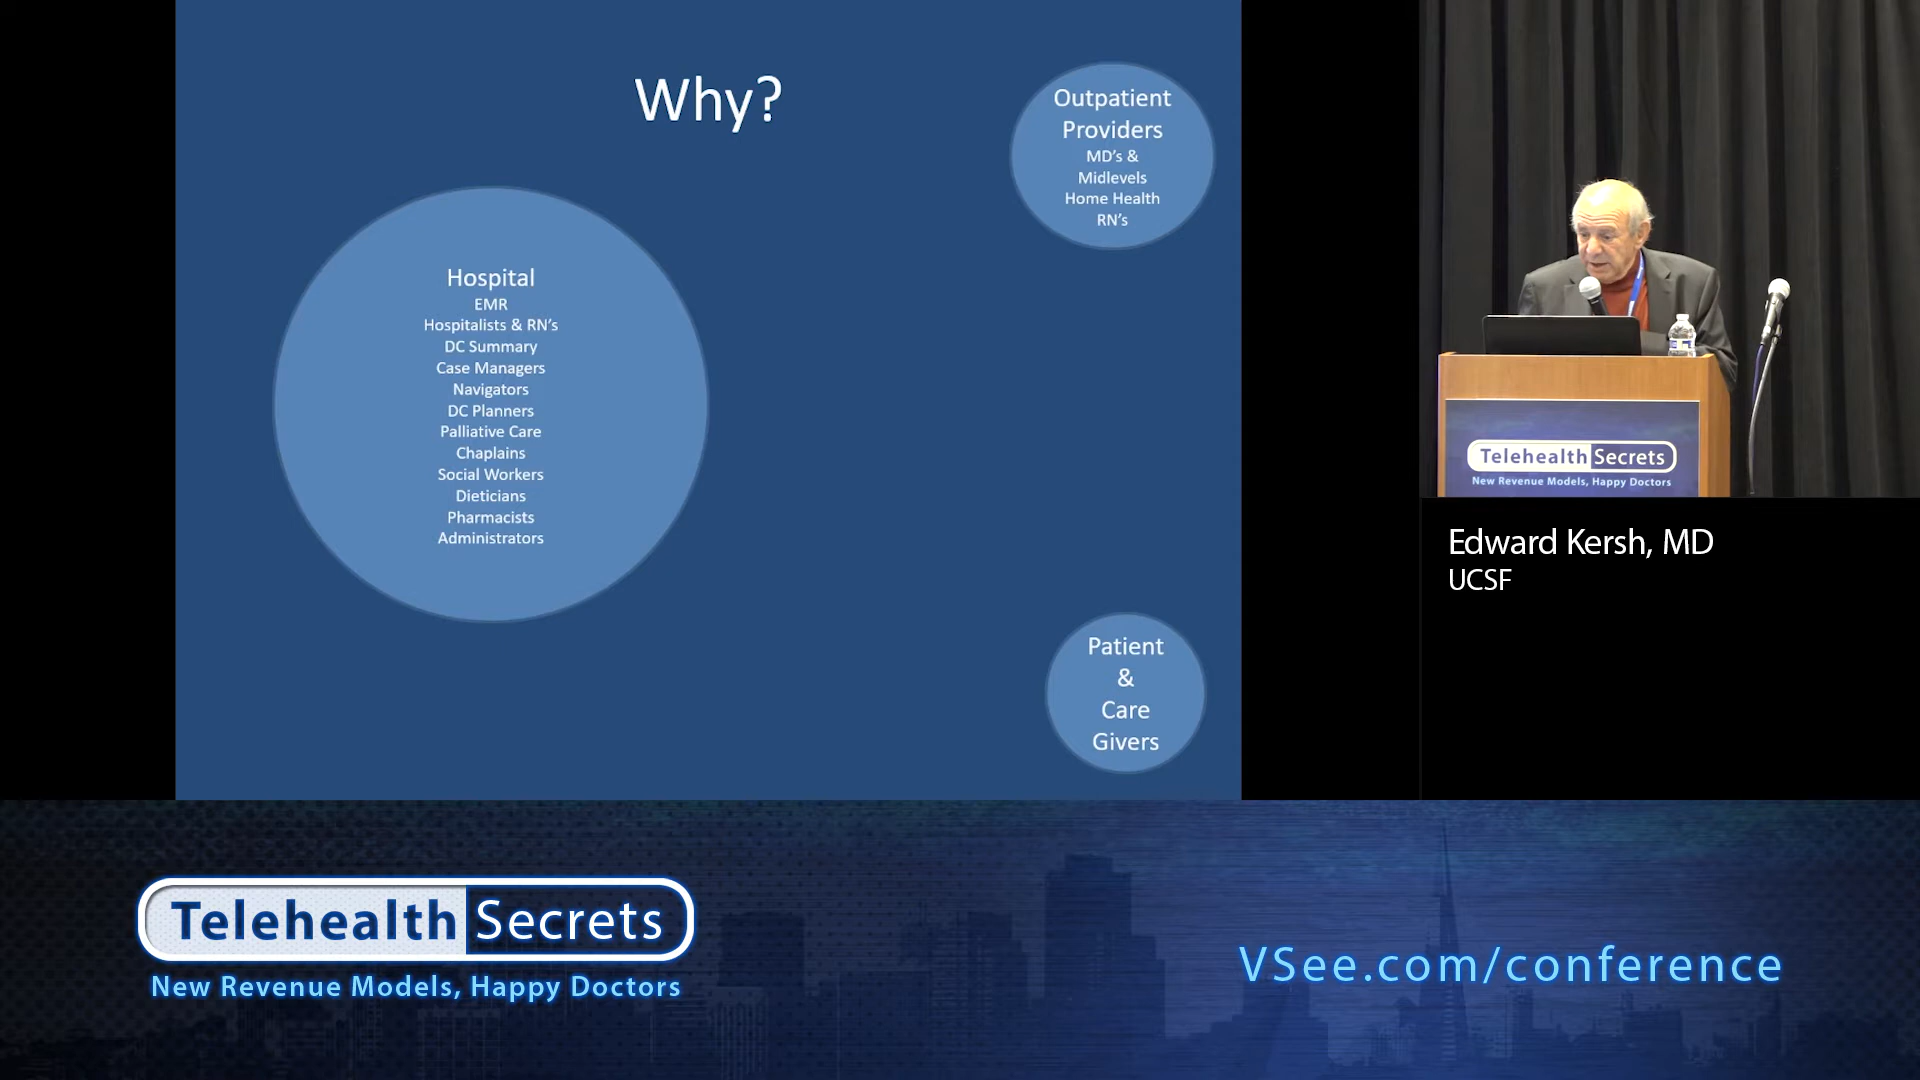 Why?
Outpatient
Providers
MD's &
Midlevels
Home Health
RN's
Hospital
EMR
Hospitalists & RN's
DC Summary
Case Managers
Navigators
DC Planners
Palliative Care
Chaplains
Social Workers
Dieticians
Pharmacists
Administrators
Patient
&
Care
Givers
Telehealth Secrets
New Revenue Models, Happy Doctors
Edward Kersh, MD
UCSF
Telehealth Secrets
New Revenue Models, Happy Doctors
VSee.com/conference